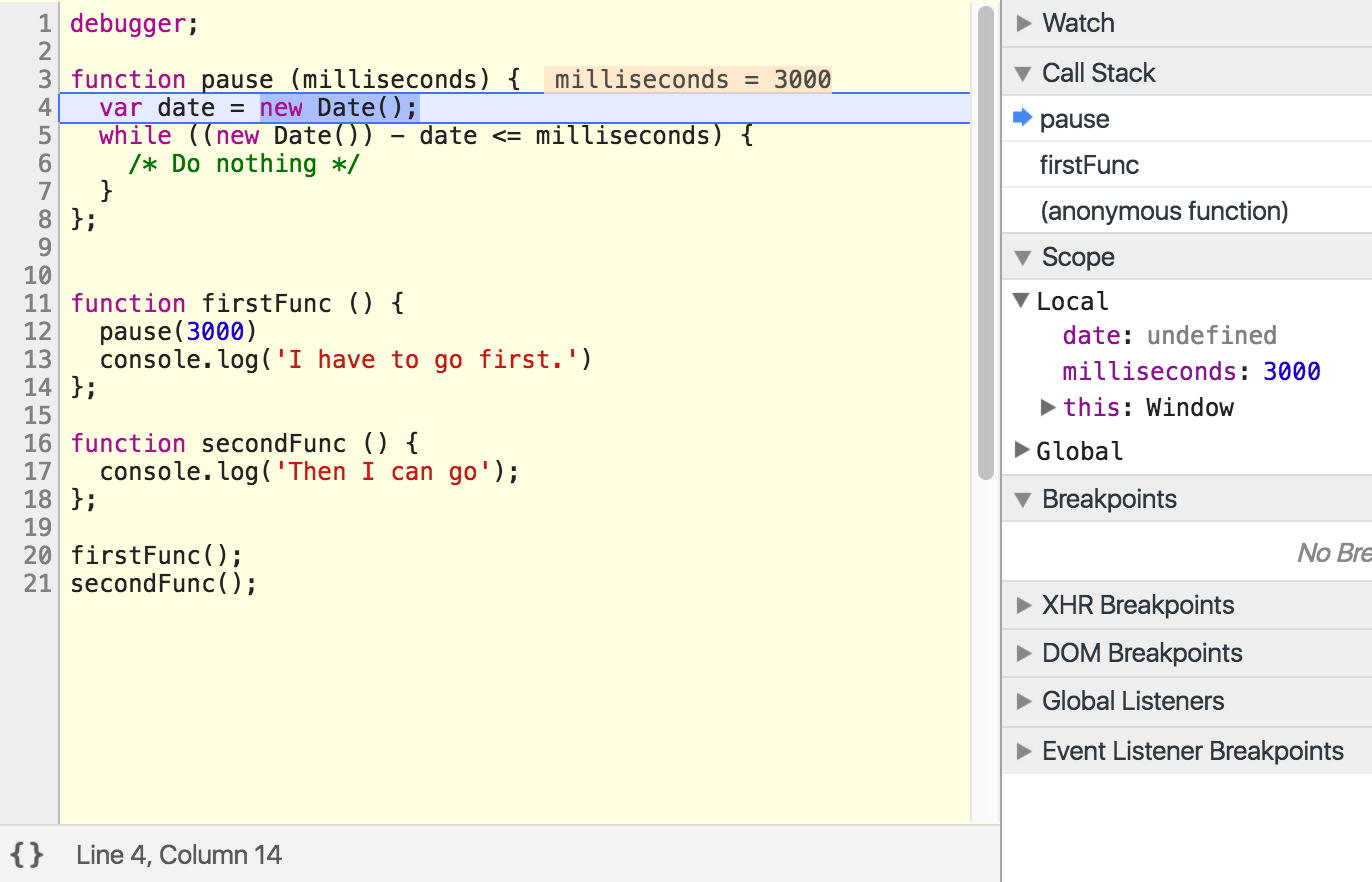 1 debugger;
2
3 function pause (milliseconds) { milliseconds = 3000
4   var date = new Date();
5   while ((new Date()) - date <= milliseconds) {
6     /* Do nothing */
7   }
8 };
9
10
11 function firstFunc () {
12   pause(3000)
13   console.log('I have to go first.')
14 };
15
16 function secondFunc () {
17   console.log('Then I can go');
18 };
19
20 firstFunc();
21 secondFunc();
{} Line 4, Column 14
Watch
Call Stack
pause
firstFunc
(anonymous function)
Scope
Local
date: undefined
milliseconds: 3000
this: Window
Global
Breakpoints
No Bre
XHR Breakpoints
DOM Breakpoints
Global Listeners
Event Listener Breakpoints